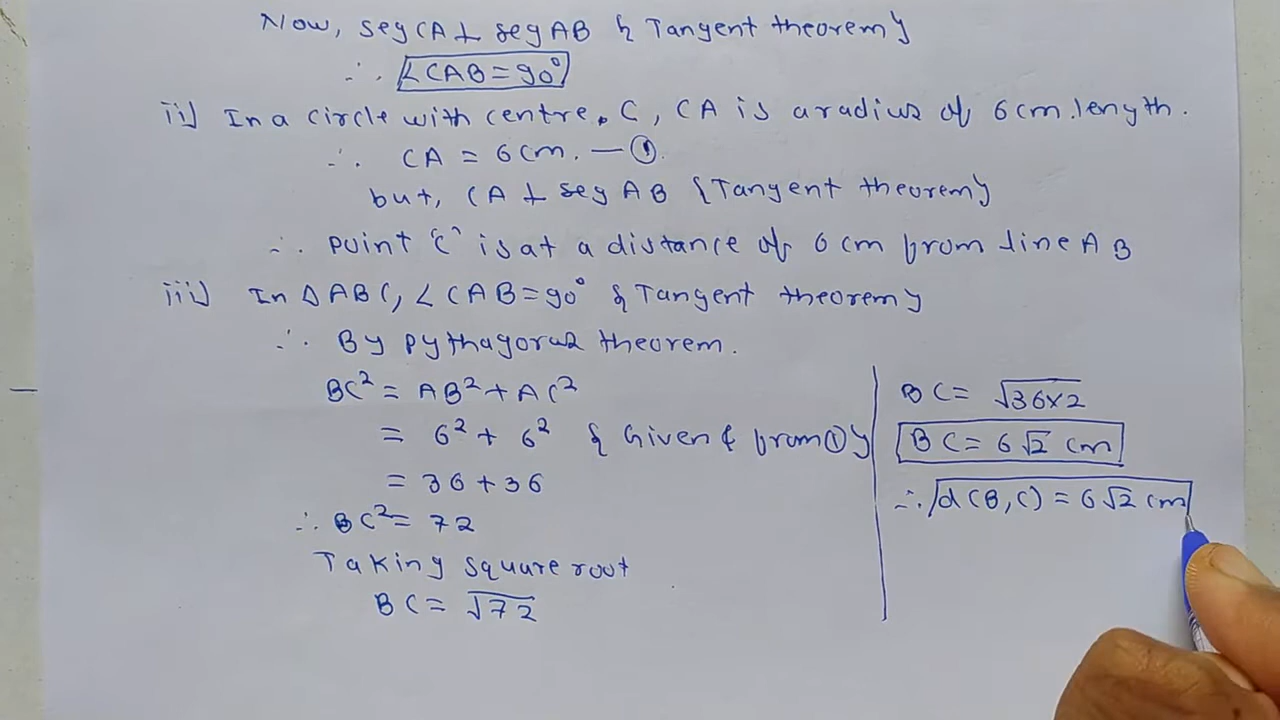 Now, seg CA ⊥ seg AB { Tangent theorem }
∴ ∠CAB = 90°
ii) In a circle with centre, C, CA is a radius of 6 cm. length.
∴ CA = 6 cm. — ①
but, CA ⊥ seg AB { Tangent theorem }
∴ point 'C' is at a distance of 6 cm from line AB
iii) In △ABC, ∠CAB = 90° { Tangent theorem }
∴ By pythagoras theorem.
BC² = AB² + AC²
= 6² + 6² { Given & from ① }
= 36 + 36
∴ BC² = 72
Taking square root
BC = √72
BC = √36×2
BC = 6√2 cm
∴ d(B,C) = 6√2 cm